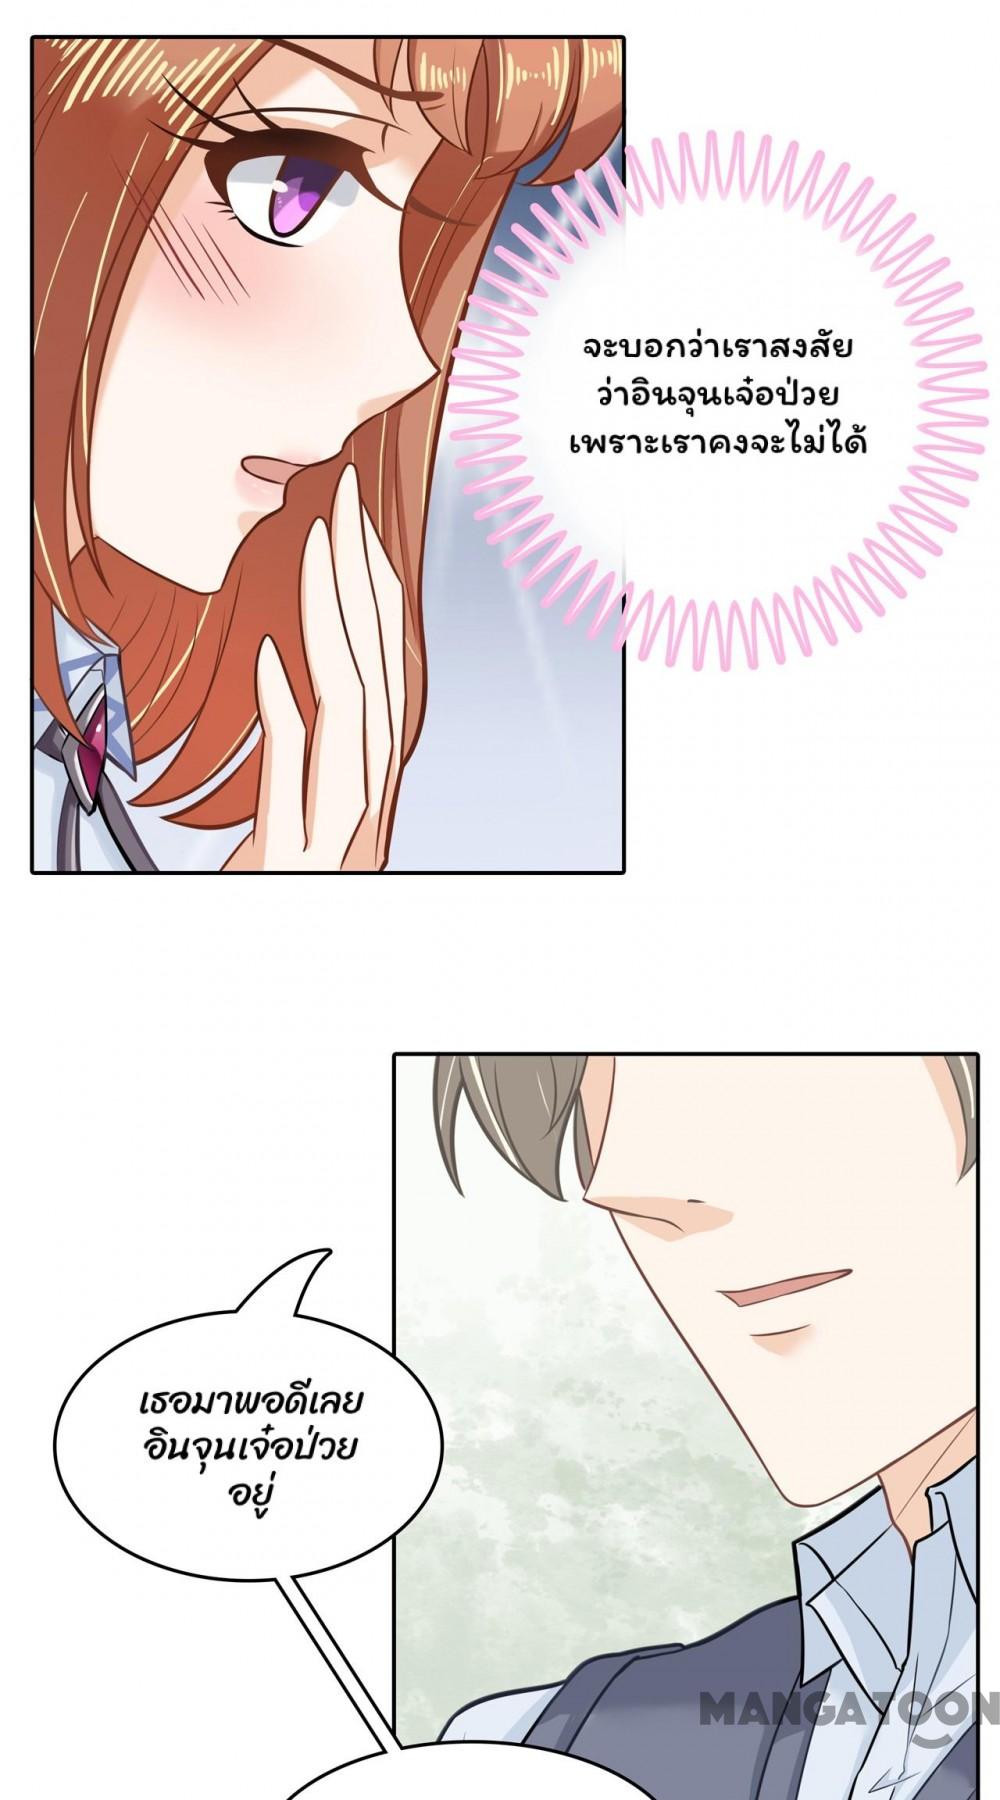 จะบอกว่าเราสงสัย
ว่าอินจุนเจ๋อป่วย
เพราะเราคงจะไม่ได้
เธอมาพอดีเลย
อินจุนเจ๋อป่วย
อยู่
MANGATOON